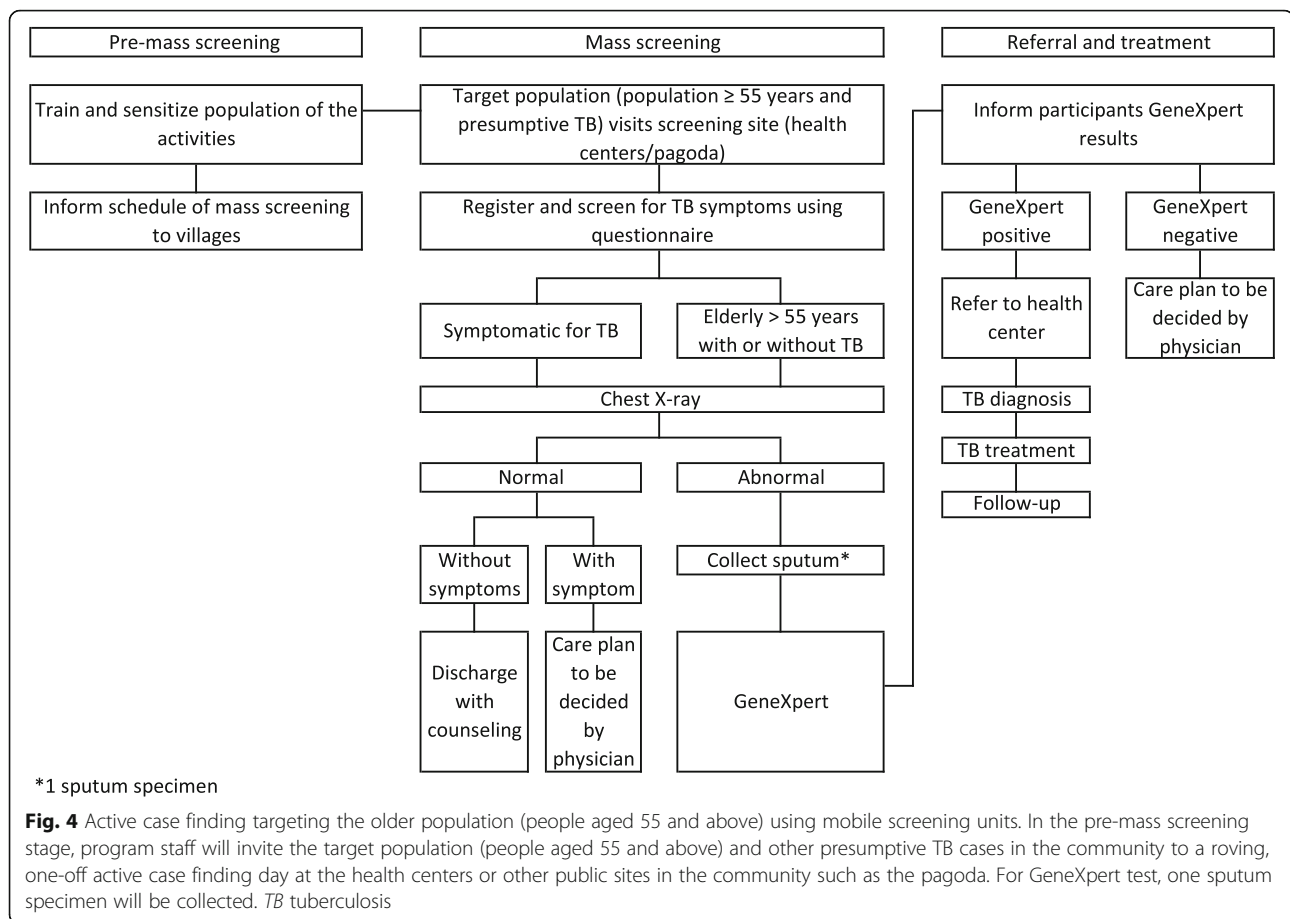 Pre-mass screening
Train and sensitize population of the
activities
Inform schedule of mass screening
to villages
Mass screening
Target population (population ≥ 55 years and
presumptive TB) visits screening site (health
centers/pagoda)
Register and screen for TB symptoms using
questionnaire
Symptomatic for TB
Elderly > 55 years
with or without TB
Chest X-ray
Normal
Abnormal
Without
symptoms
With
symptom
Collect sputum*
Discharge
with
counseling
Care plan
to be
decided
by
physician
GeneXpert
Referral and treatment
Inform participants GeneXpert
results
GeneXpert
positive
GeneXpert
negative
Refer to health
center
Care plan to be
decided by
physician
TB diagnosis
TB treatment
Follow-up
*1 sputum specimen
Fig. 4 Active case finding targeting the older population (people aged 55 and above) using mobile screening units. In the pre-mass screening
stage, program staff will invite the target population (people aged 55 and above) and other presumptive TB cases in the community to a roving,
one-off active case finding day at the health centers or other public sites in the community such as the pagoda. For GeneXpert test, one sputum
specimen will be collected. TB tuberculosis